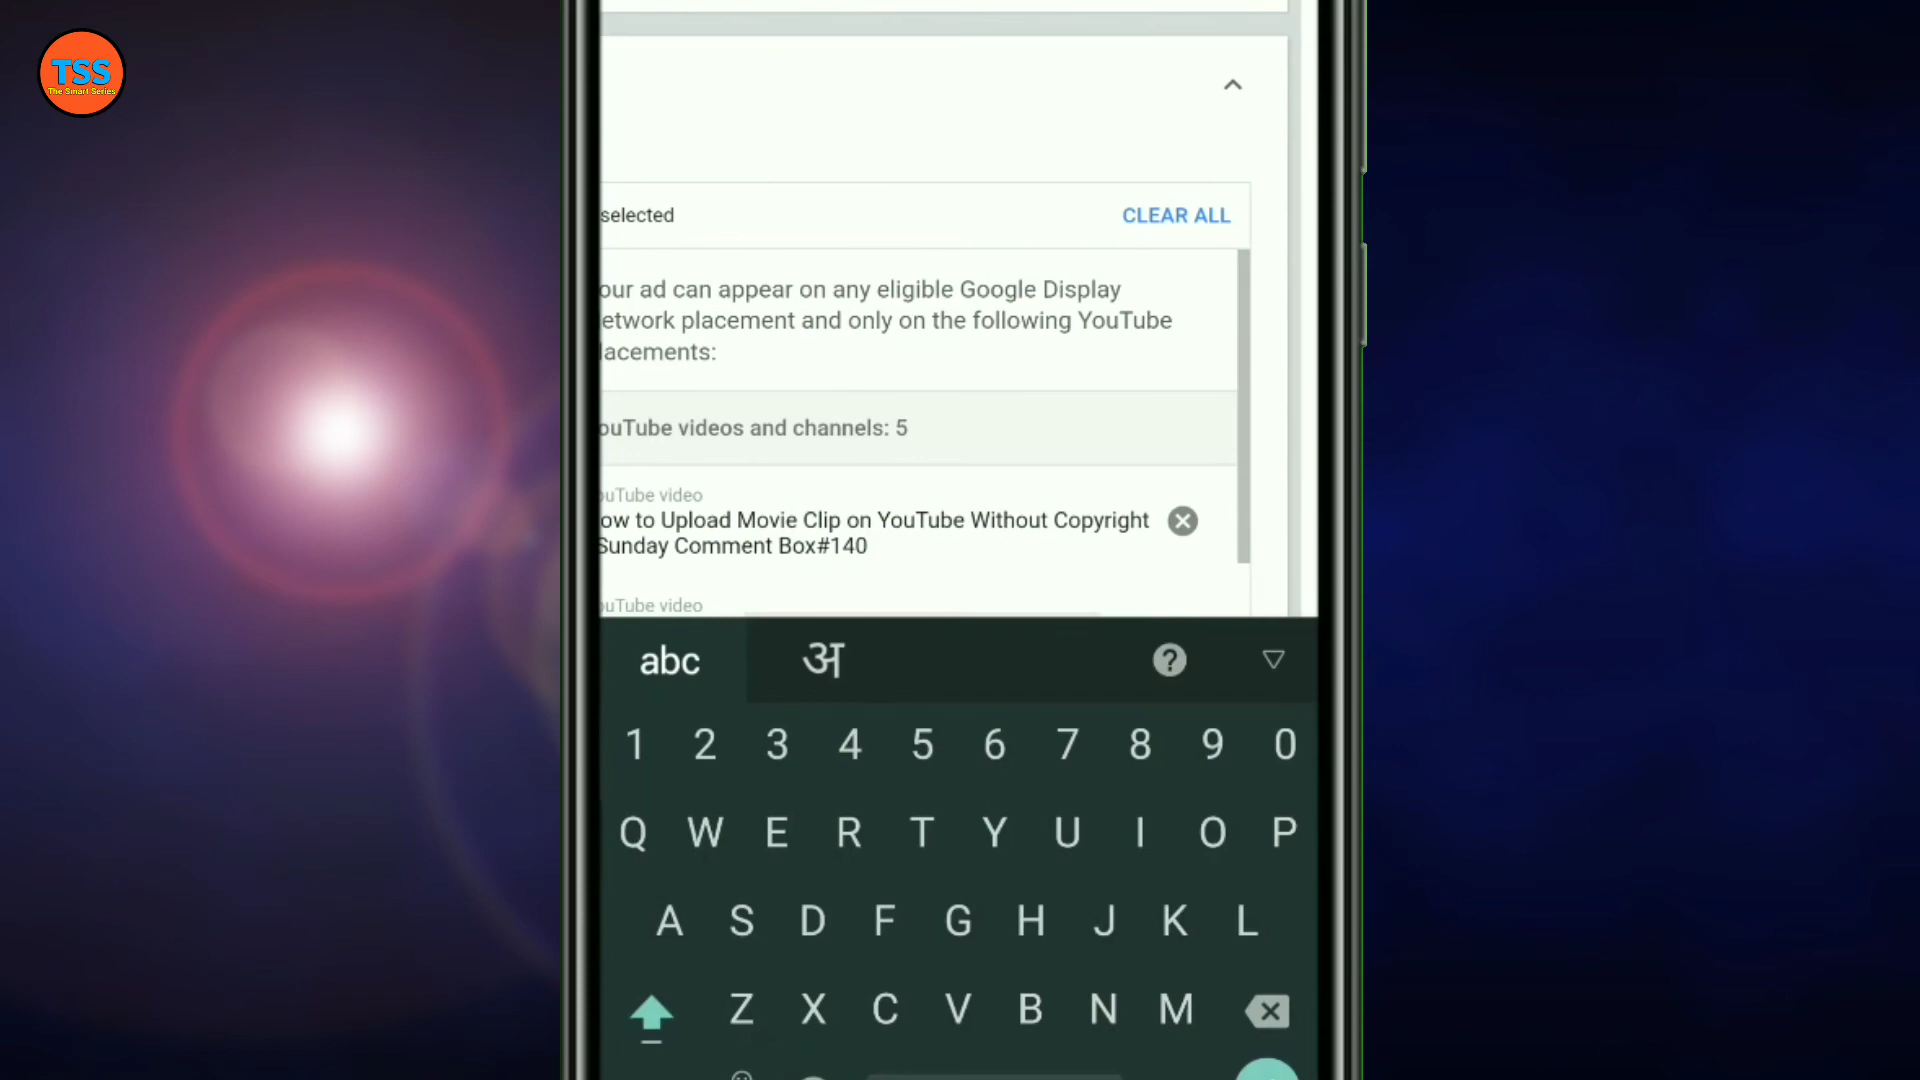 TSS
The Smart Series
selected
CLEAR ALL
our ad can appear on any eligible Google Display
etwork placement and only on the following YouTube
lacements:
ouTube videos and channels: 5
ouTube video
ow to Upload Movie Clip on YouTube Without Copyright
Sunday Comment Box#140
ouTube video
abc अ
1 2 3 4 5 6 7 8 9 0
Q W E R T Y U I O P
A S D F G H J K L
Z X C V B N M